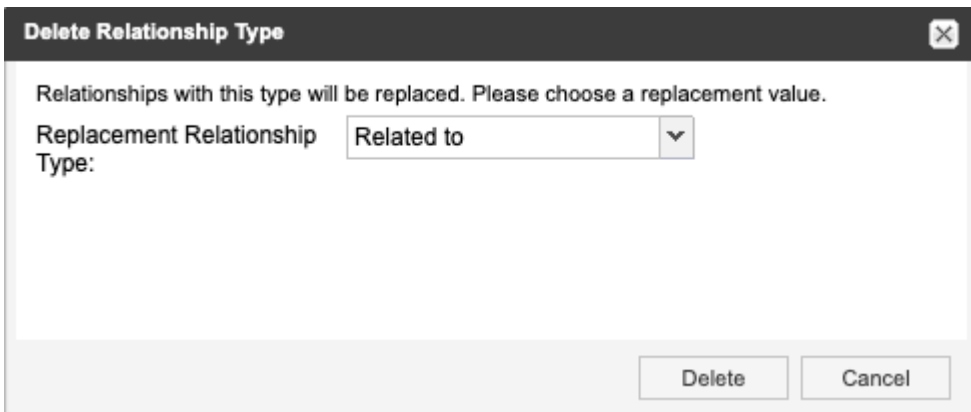 Delete Relationship Type
Relationships with this type will be replaced. Please choose a replacement value.
Replacement Relationship
Type:
Related to
Delete
Cancel